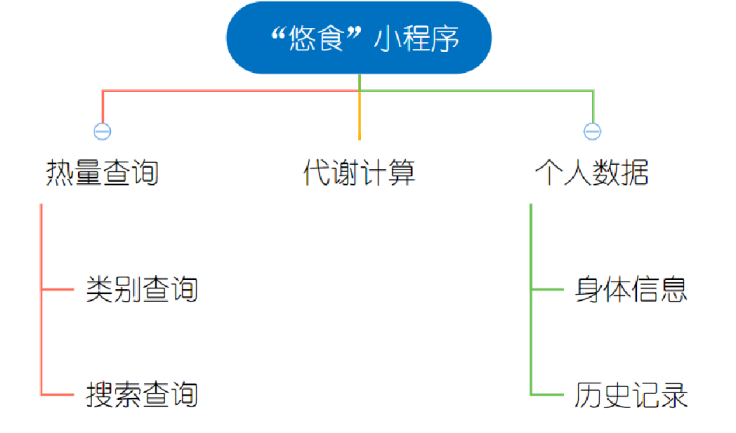 “悠食”小程序
热量查询
代谢计算
个人数据
类别查询
身体信息
搜索查询
历史记录